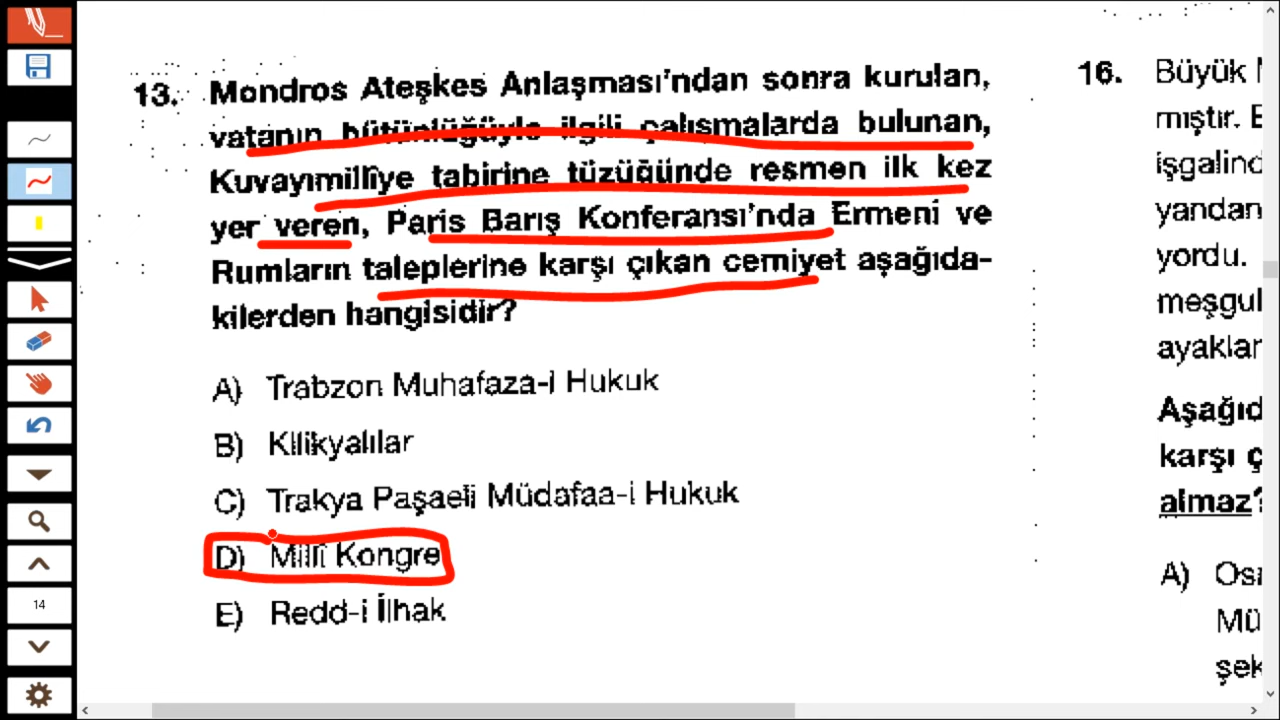 13. Mondros Ateşkes Anlaşması'ndan sonra kurulan,
vatanın bütünlüğüyle ilgili çalışmalarda bulunan,
Kuvayımillîye tabirine tüzüğünde resmen ilk kez
yer veren, Paris Barış Konferansı'nda Ermeni ve
Rumların taleplerine karşı çıkan cemiyet aşağıda-
kilerden hangisidir?
A) Trabzon Muhafaza-i Hukuk
B) Kilikyalılar
C) Trakya Paşaeli Müdafaa-i Hukuk
D) Millî Kongre
E) Redd-i İlhak
16. Büyük
mıştır.
işgalind
yandan
yordu.
meşgul
ayaklar
Aşağıd
karşı ç
almaz?
A) Osı
Mü
şek
14